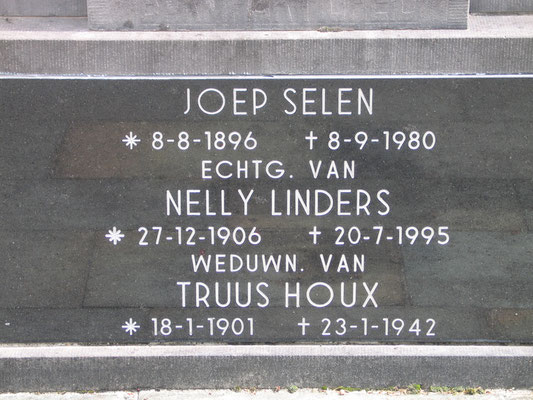 JOEP SELEN
* 8-8-1896 † 8-9-1980
ECHTG. VAN
NELLY LINDERS
* 27-12-1906 † 20-7-1995
WEDUWN. VAN
TRUUS HOUX
* 18-1-1901 † 23-1-1942